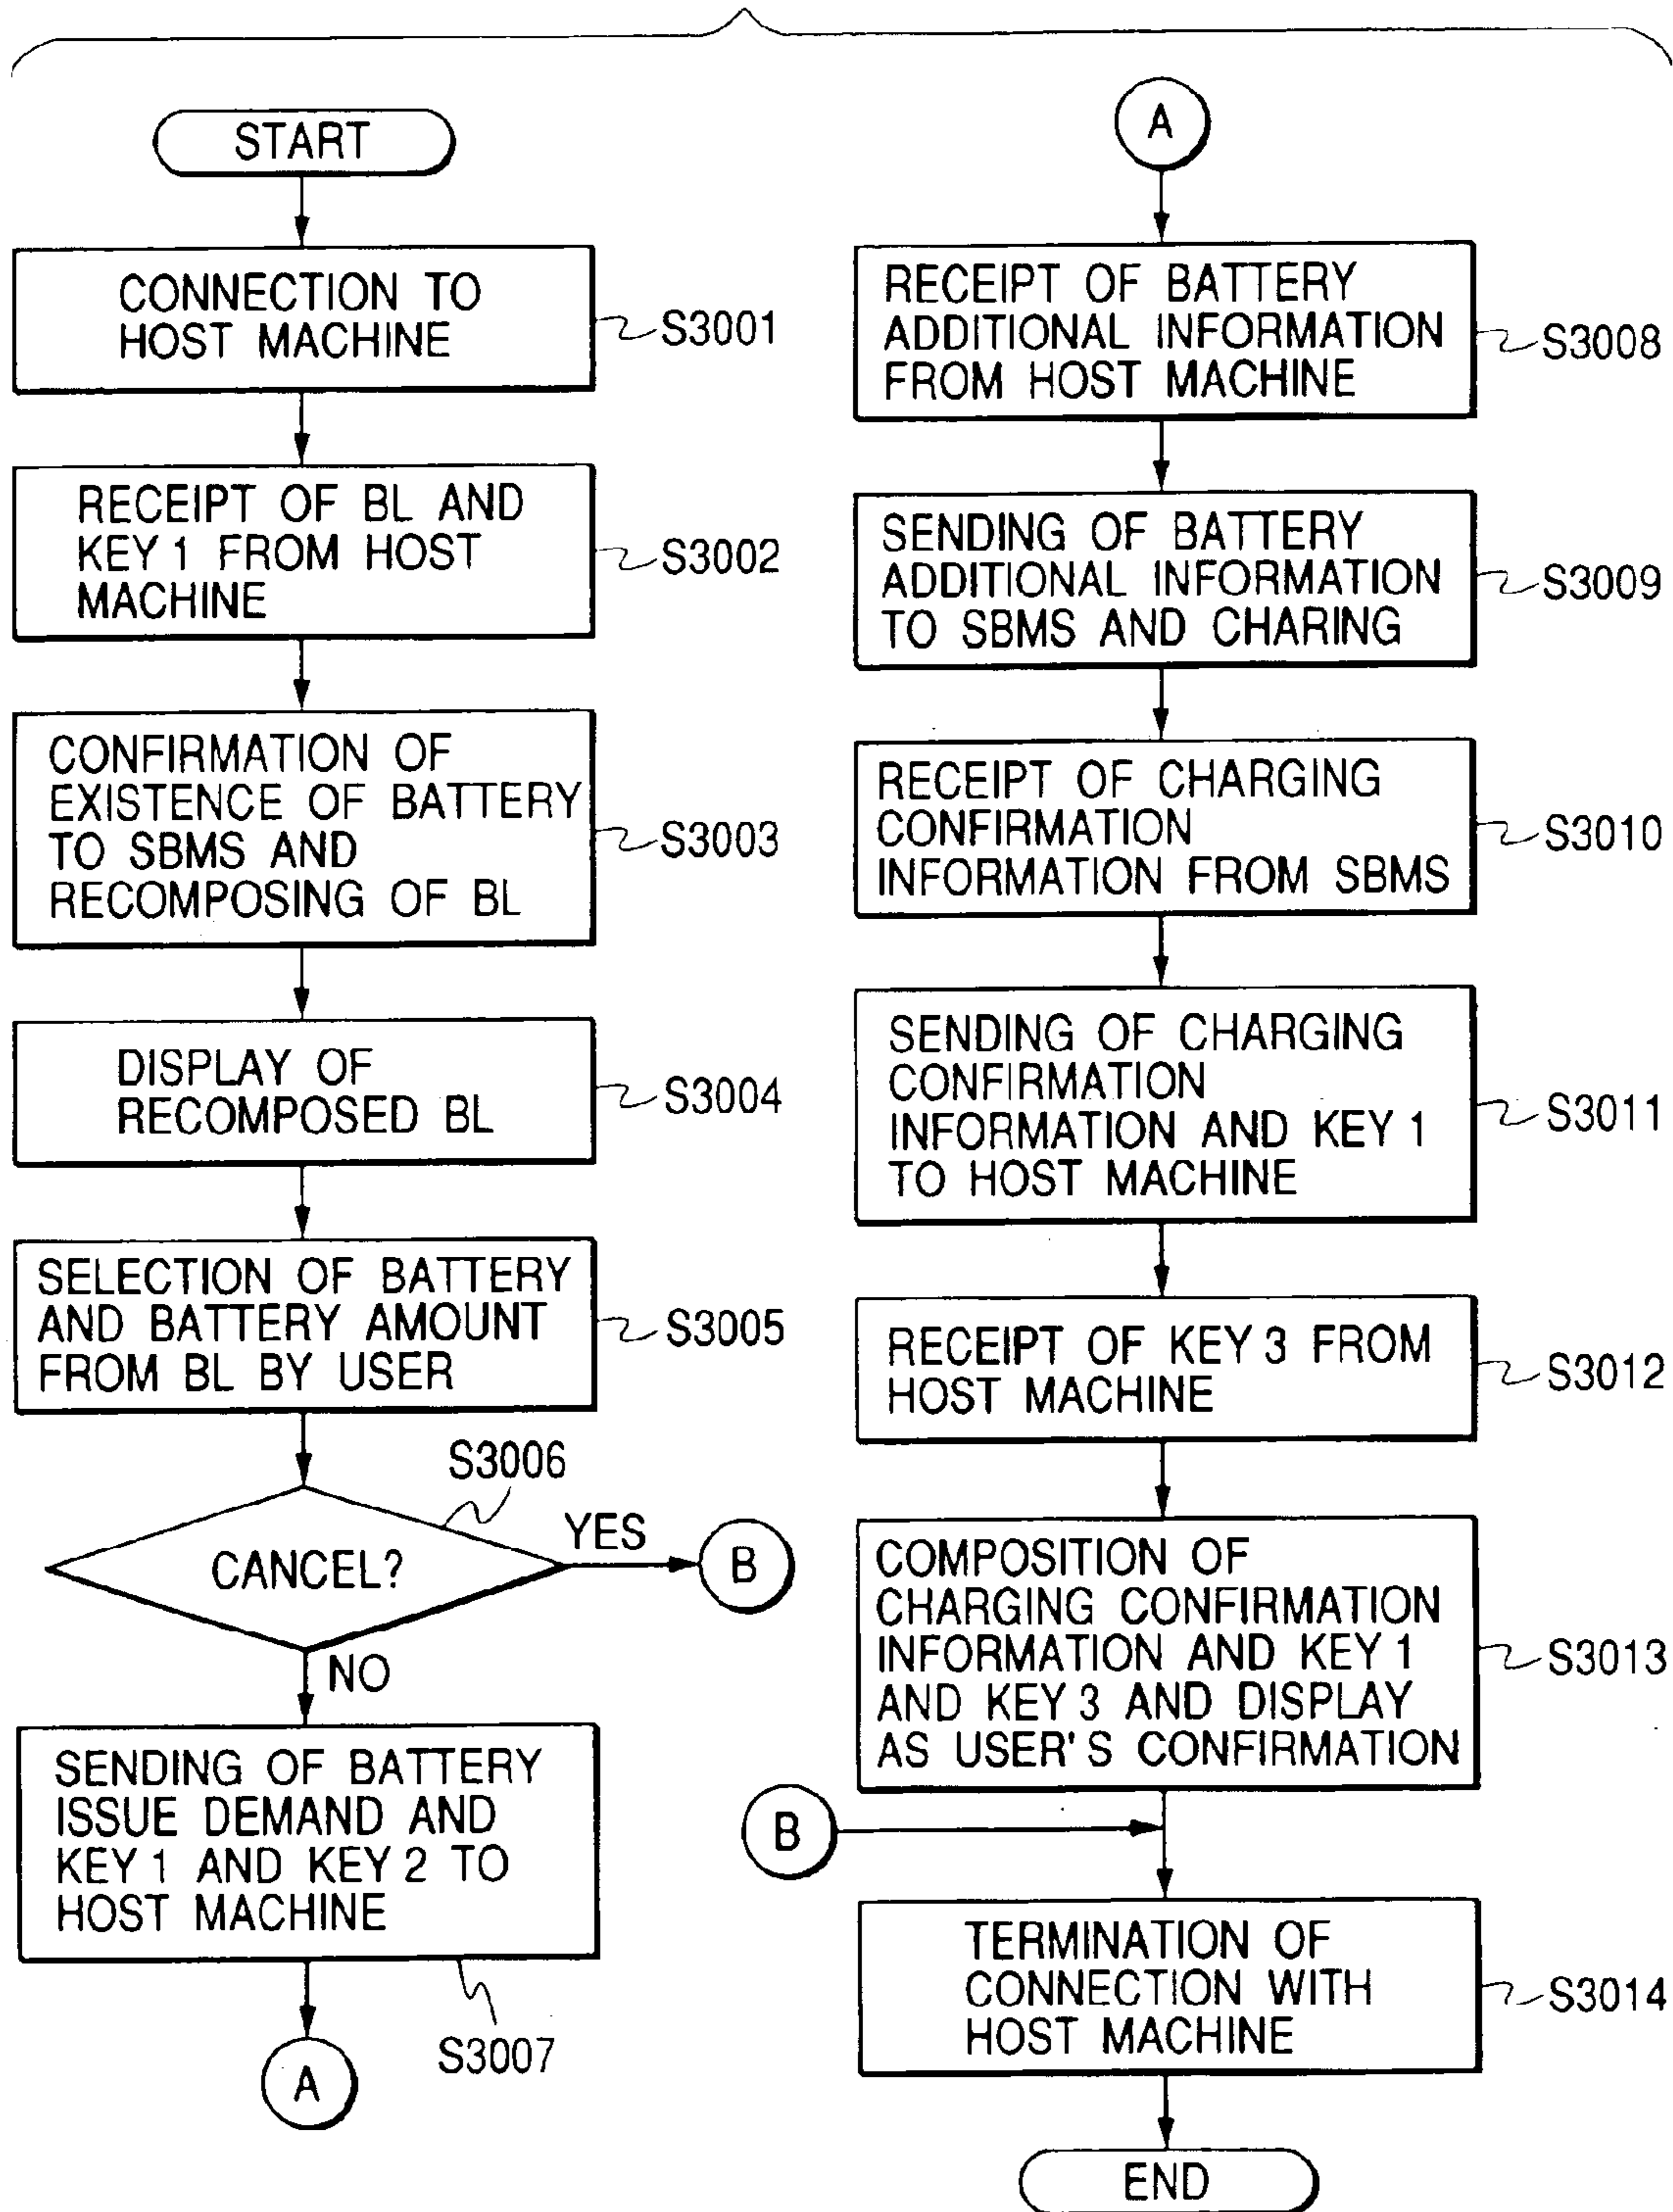 START
CONNECTION TO
HOST MACHINE
S3001
RECEIPT OF BL AND
KEY 1 FROM HOST
MACHINE
S3002
CONFIRMATION OF
EXISTENCE OF BATTERY
TO SBMS AND
RECOMPOSING OF BL
S3003
DISPLAY OF
RECOMPOSED BL
S3004
SELECTION OF BATTERY
AND BATTERY AMOUNT
FROM BL BY USER
S3005
S3006
CANCEL?
YES
B
NO
SENDING OF BATTERY
ISSUE DEMAND AND
KEY 1 AND KEY 2 TO
HOST MACHINE
S3007
A
A
RECEIPT OF BATTERY
ADDITIONAL INFORMATION
FROM HOST MACHINE
S3008
SENDING OF BATTERY
ADDITIONAL INFORMATION
TO SBMS AND CHARING
S3009
RECEIPT OF CHARGING
CONFIRMATION
INFORMATION FROM SBMS
S3010
SENDING OF CHARGING
CONFIRMATION
INFORMATION AND KEY 1
TO HOST MACHINE
S3011
RECEIPT OF KEY 3 FROM
HOST MACHINE
S3012
COMPOSITION OF
CHARGING CONFIRMATION
INFORMATION AND KEY 1
AND KEY 3 AND DISPLAY
AS USER'S CONFIRMATION
S3013
B
TERMINATION OF
CONNECTION WITH
HOST MACHINE
S3014
END